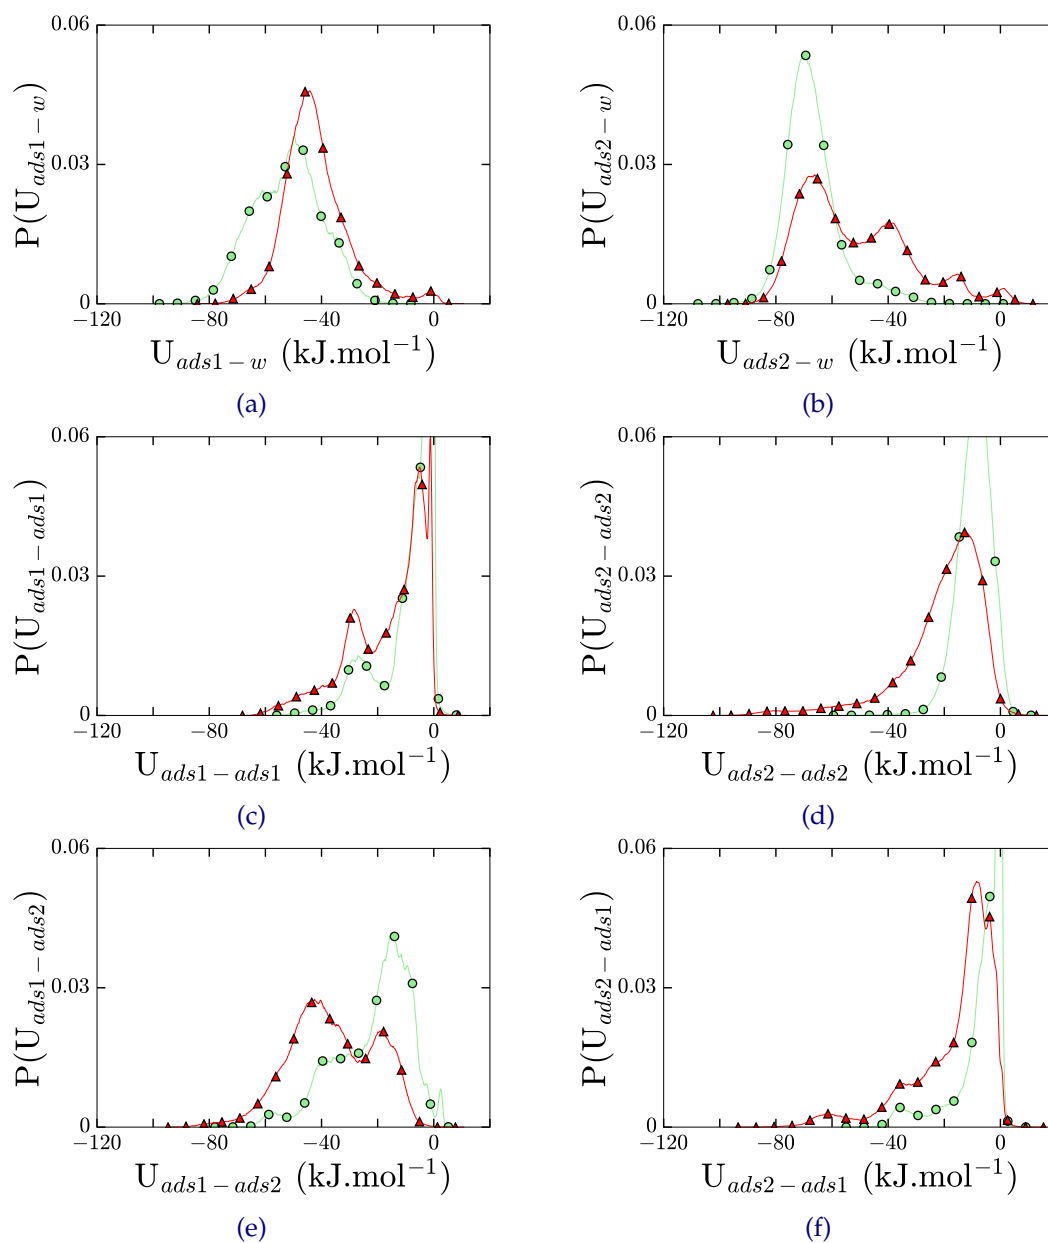 0.06
0.03
0
P(U_ads1−w)
−120 −80 −40 0
U_ads1−w (kJ.mol⁻¹)
(a)
0.06
0.03
0
P(U_ads2−w)
−120 −80 −40 0
U_ads2−w (kJ.mol⁻¹)
(b)
0.06
0.03
0
P(U_ads1−ads1)
−120 −80 −40 0
U_ads1−ads1 (kJ.mol⁻¹)
(c)
0.06
0.03
0
P(U_ads2−ads2)
−120 −80 −40 0
U_ads2−ads2 (kJ.mol⁻¹)
(d)
0.06
0.03
0
P(U_ads1−ads2)
−120 −80 −40 0
U_ads1−ads2 (kJ.mol⁻¹)
(e)
0.06
0.03
0
P(U_ads2−ads1)
−120 −80 −40 0
U_ads2−ads1 (kJ.mol⁻¹)
(f)